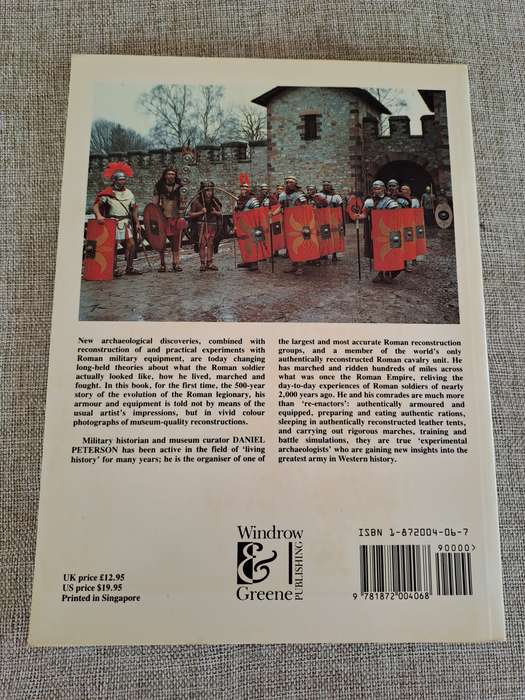 New archaeological discoveries, combined with
reconstruction of and practical experiments with
Roman military equipment, are today changing
long-held theories about what the Roman soldier
actually looked like, how he lived, marched and
fought. In this book, for the first time, the 500-year
story of the evolution of the Roman legionary, his
armour and equipment is told not by means of the
usual artist's impressions, but in vivid colour
photographs of museum-quality reconstructions.
Military historian and museum curator DANIEL
PETERSON has been active in the field of 'living
history' for many years; he is the organiser of one of
the largest and most accurate Roman reconstruction
groups, and a member of the world's only
authentically reconstructed Roman cavalry unit. He
has marched and ridden hundreds of miles across
what was once the Roman Empire, reliving the
day-to-day experiences of Roman soldiers of nearly
2,000 years ago. He and his comrades are much more
than 're-enactors': authentically armoured and
equipped, preparing and eating authentic rations,
sleeping in authentically reconstructed leather tents,
and carrying out rigorous marches, training and
battle simulations, they are true 'experimental
archaeologists' who are gaining new insights into the
greatest army in Western history.
UK price £12.95
US price $19.95
Printed in Singapore
Windrow
&
Greene
PUBLISHING
ISBN 1-872004-06-7
90000>
9 781872 004068